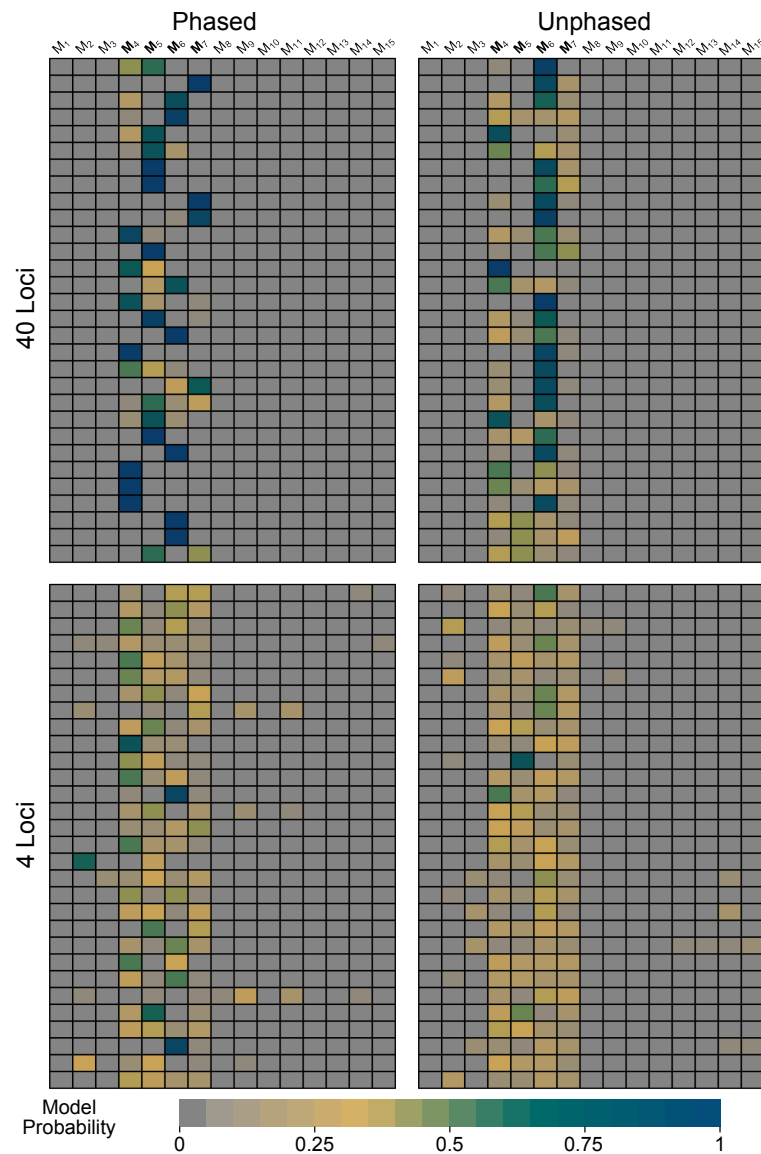 Phased Unphased
M₁ M₂ M₃ M₄ M₅ M₆ M₇ M₈ M₉ M₁₀ M₁₁ M₁₂ M₁₃ M₁₄ M₁₅ M₁ M₂ M₃ M₄ M₅ M₆ M₇ M₈ M₉ M₁₀ M₁₁ M₁₂ M₁₃ M₁₄ M₁₅
40 Loci
4 Loci
Model
Probability
0 0.25 0.5 0.75 1